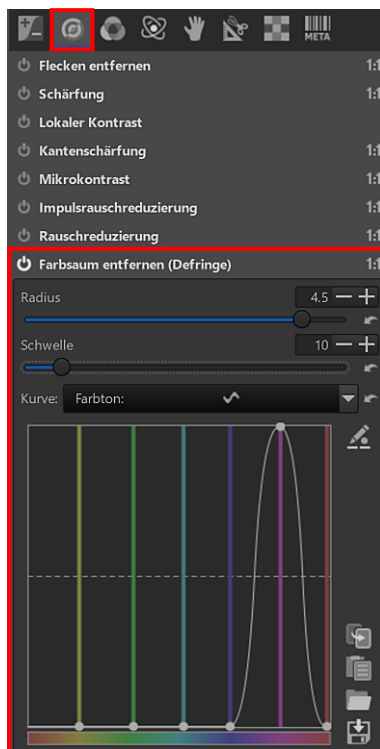 META
Flecken entfernen 1:1
Schärfung 1:1
Lokaler Kontrast
Kantenschärfung 1:1
Mikrokontrast 1:1
Impulsrauschreduzierung 1:1
Rauschreduzierung 1:1
Farbsaum entfernen (Defringe) 1:1
Radius 4.5
Schwelle 10
Kurve: Farbton: